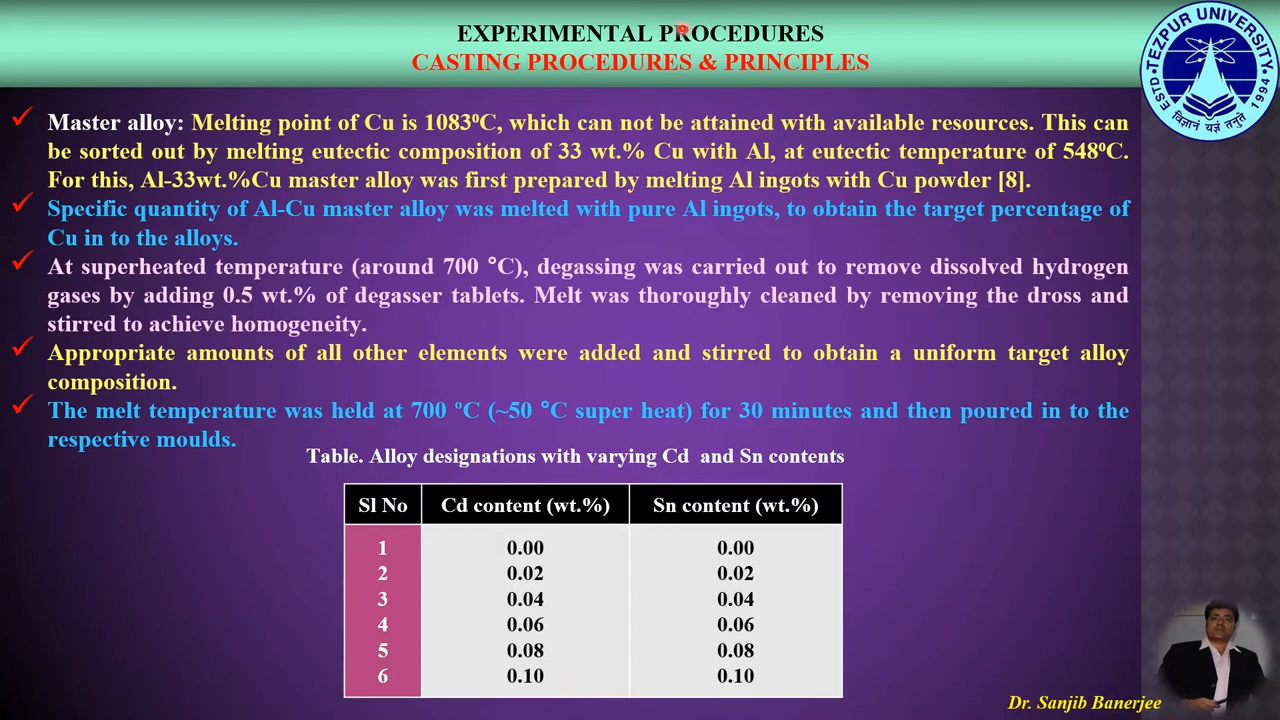 EXPERIMENTAL PROCEDURES
CASTING PROCEDURES & PRINCIPLES
TEZPUR UNIVERSITY
ESTD 1994
विज्ञानं यज्ञं तनुते
✓ Master alloy: Melting point of Cu is 1083⁰C, which can not be attained with available resources. This can
be sorted out by melting eutectic composition of 33 wt.% Cu with Al, at eutectic temperature of 548⁰C.
For this, Al-33wt.%Cu master alloy was first prepared by melting Al ingots with Cu powder [8].
✓ Specific quantity of Al-Cu master alloy was melted with pure Al ingots, to obtain the target percentage of
Cu in to the alloys.
✓ At superheated temperature (around 700 °C), degassing was carried out to remove dissolved hydrogen
gases by adding 0.5 wt.% of degasser tablets. Melt was thoroughly cleaned by removing the dross and
stirred to achieve homogeneity.
✓ Appropriate amounts of all other elements were added and stirred to obtain a uniform target alloy
composition.
✓ The melt temperature was held at 700 ºC (~50 °C super heat) for 30 minutes and then poured in to the
respective moulds.
Table. Alloy designations with varying Cd and Sn contents
Sl No Cd content (wt.%) Sn content (wt.%)
1 0.00 0.00
2 0.02 0.02
3 0.04 0.04
4 0.06 0.06
5 0.08 0.08
6 0.10 0.10
Dr. Sanjib Banerjee